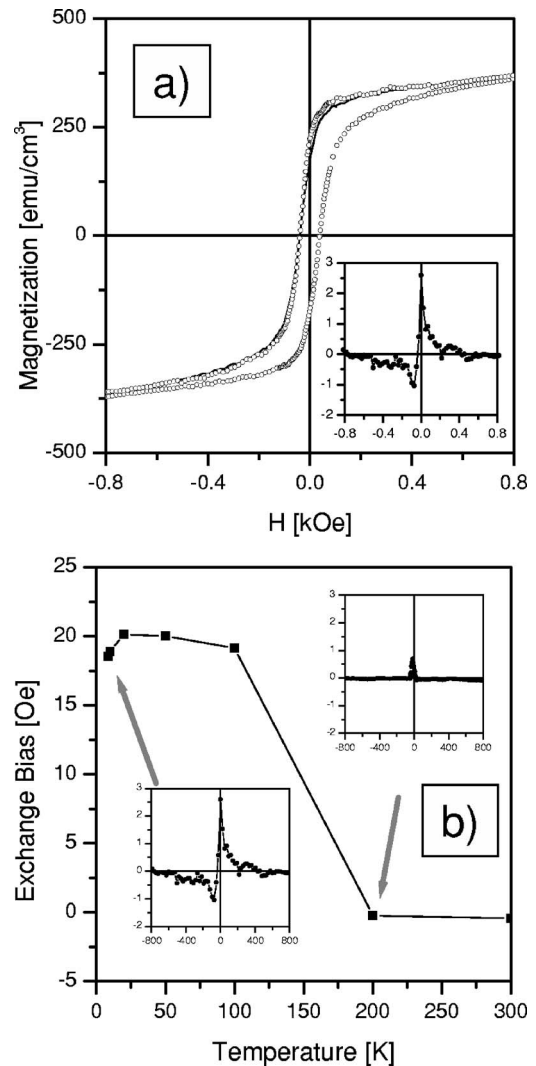 500
250
0
-250
-500
Magnetization [emu/cm³]
a)
3
2
1
0
-1
-2
-0.8 -0.4 0.0 0.4 0.8
-0.8 -0.4 0.0 0.4 0.8
H [kOe]
25
20
15
10
5
0
-5
Exchange Bias [Oe]
3
2
1
0
-1
-2
-800 -400 0 400 800
3
2
1
0
-1
-2
-800 -400 0 400 800
b)
0 50 100 150 200 250 300
Temperature [K]